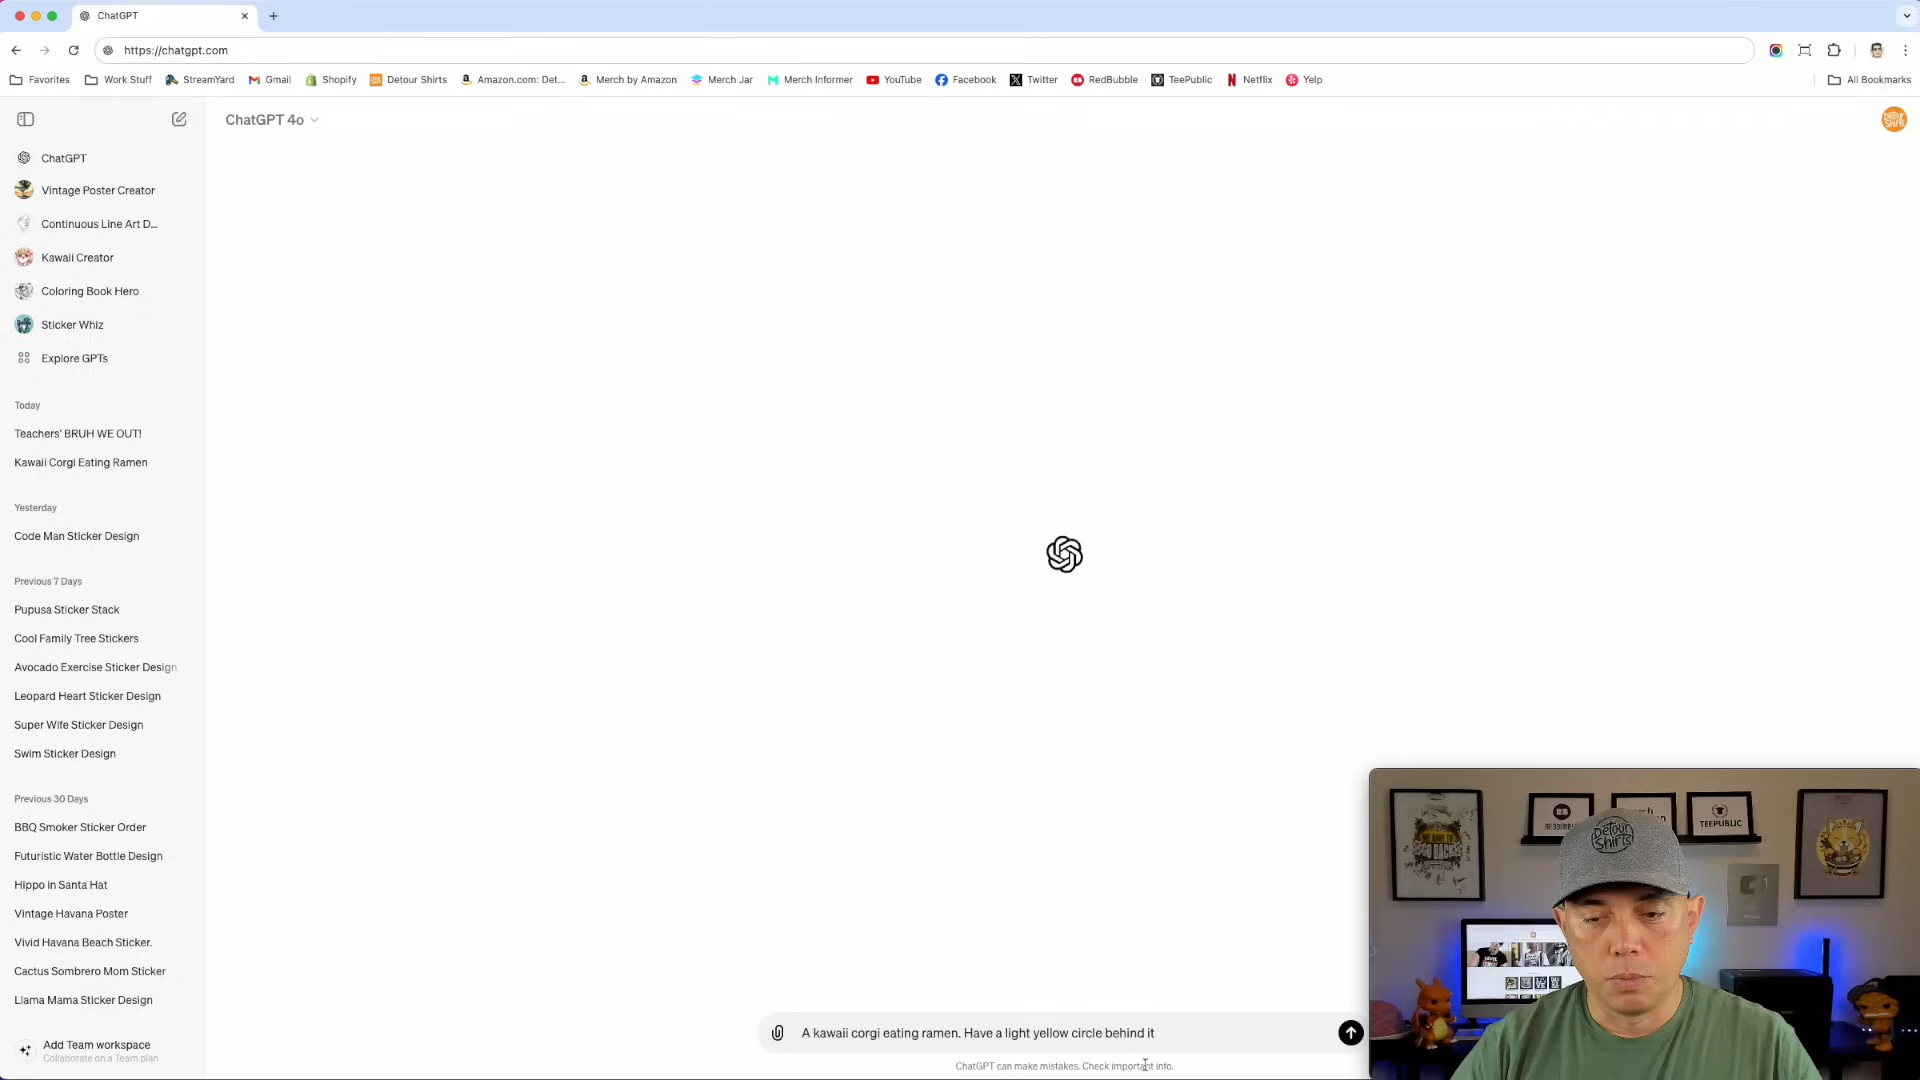 ChatGPT
https://chatgpt.com
Favorites
Work Stuff
StreamYard
Gmail
Shopify
Detour Shirts
Amazon.com: Det...
Merch by Amazon
Merch Jar
Merch Informer
YouTube
Facebook
Twitter
RedBubble
TeePublic
Netflix
Yelp
All Bookmarks
ChatGPT 4o
ChatGPT
Vintage Poster Creator
Continuous Line Art D...
Kawaii Creator
Coloring Book Hero
Sticker Whiz
Explore GPTs
Today
Teachers' BRUH WE OUT!
Kawaii Corgi Eating Ramen
Yesterday
Code Man Sticker Design
Previous 7 Days
Pupusa Sticker Stack
Cool Family Tree Stickers
Avocado Exercise Sticker Design
Leopard Heart Sticker Design
Super Wife Sticker Design
Swim Sticker Design
Previous 30 Days
BBQ Smoker Sticker Order
Futuristic Water Bottle Design
Hippo in Santa Hat
Vintage Havana Poster
Vivid Havana Beach Sticker.
Cactus Sombrero Mom Sticker
Llama Mama Sticker Design
Add Team workspace
Collaborate on a Team plan
A kawaii corgi eating ramen. Have a light yellow circle behind it
ChatGPT can make mistakes. Check important info.
TEEPUBLIC
Detour
Shirts